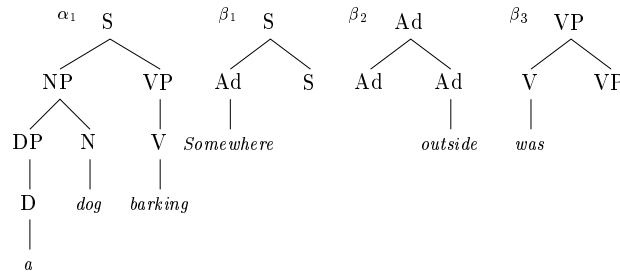 α₁ S β₁ S β₂ Ad β₃ VP
NP VP Ad S Ad Ad V VP
DP N V Somewhere outside was
D dog barking
a